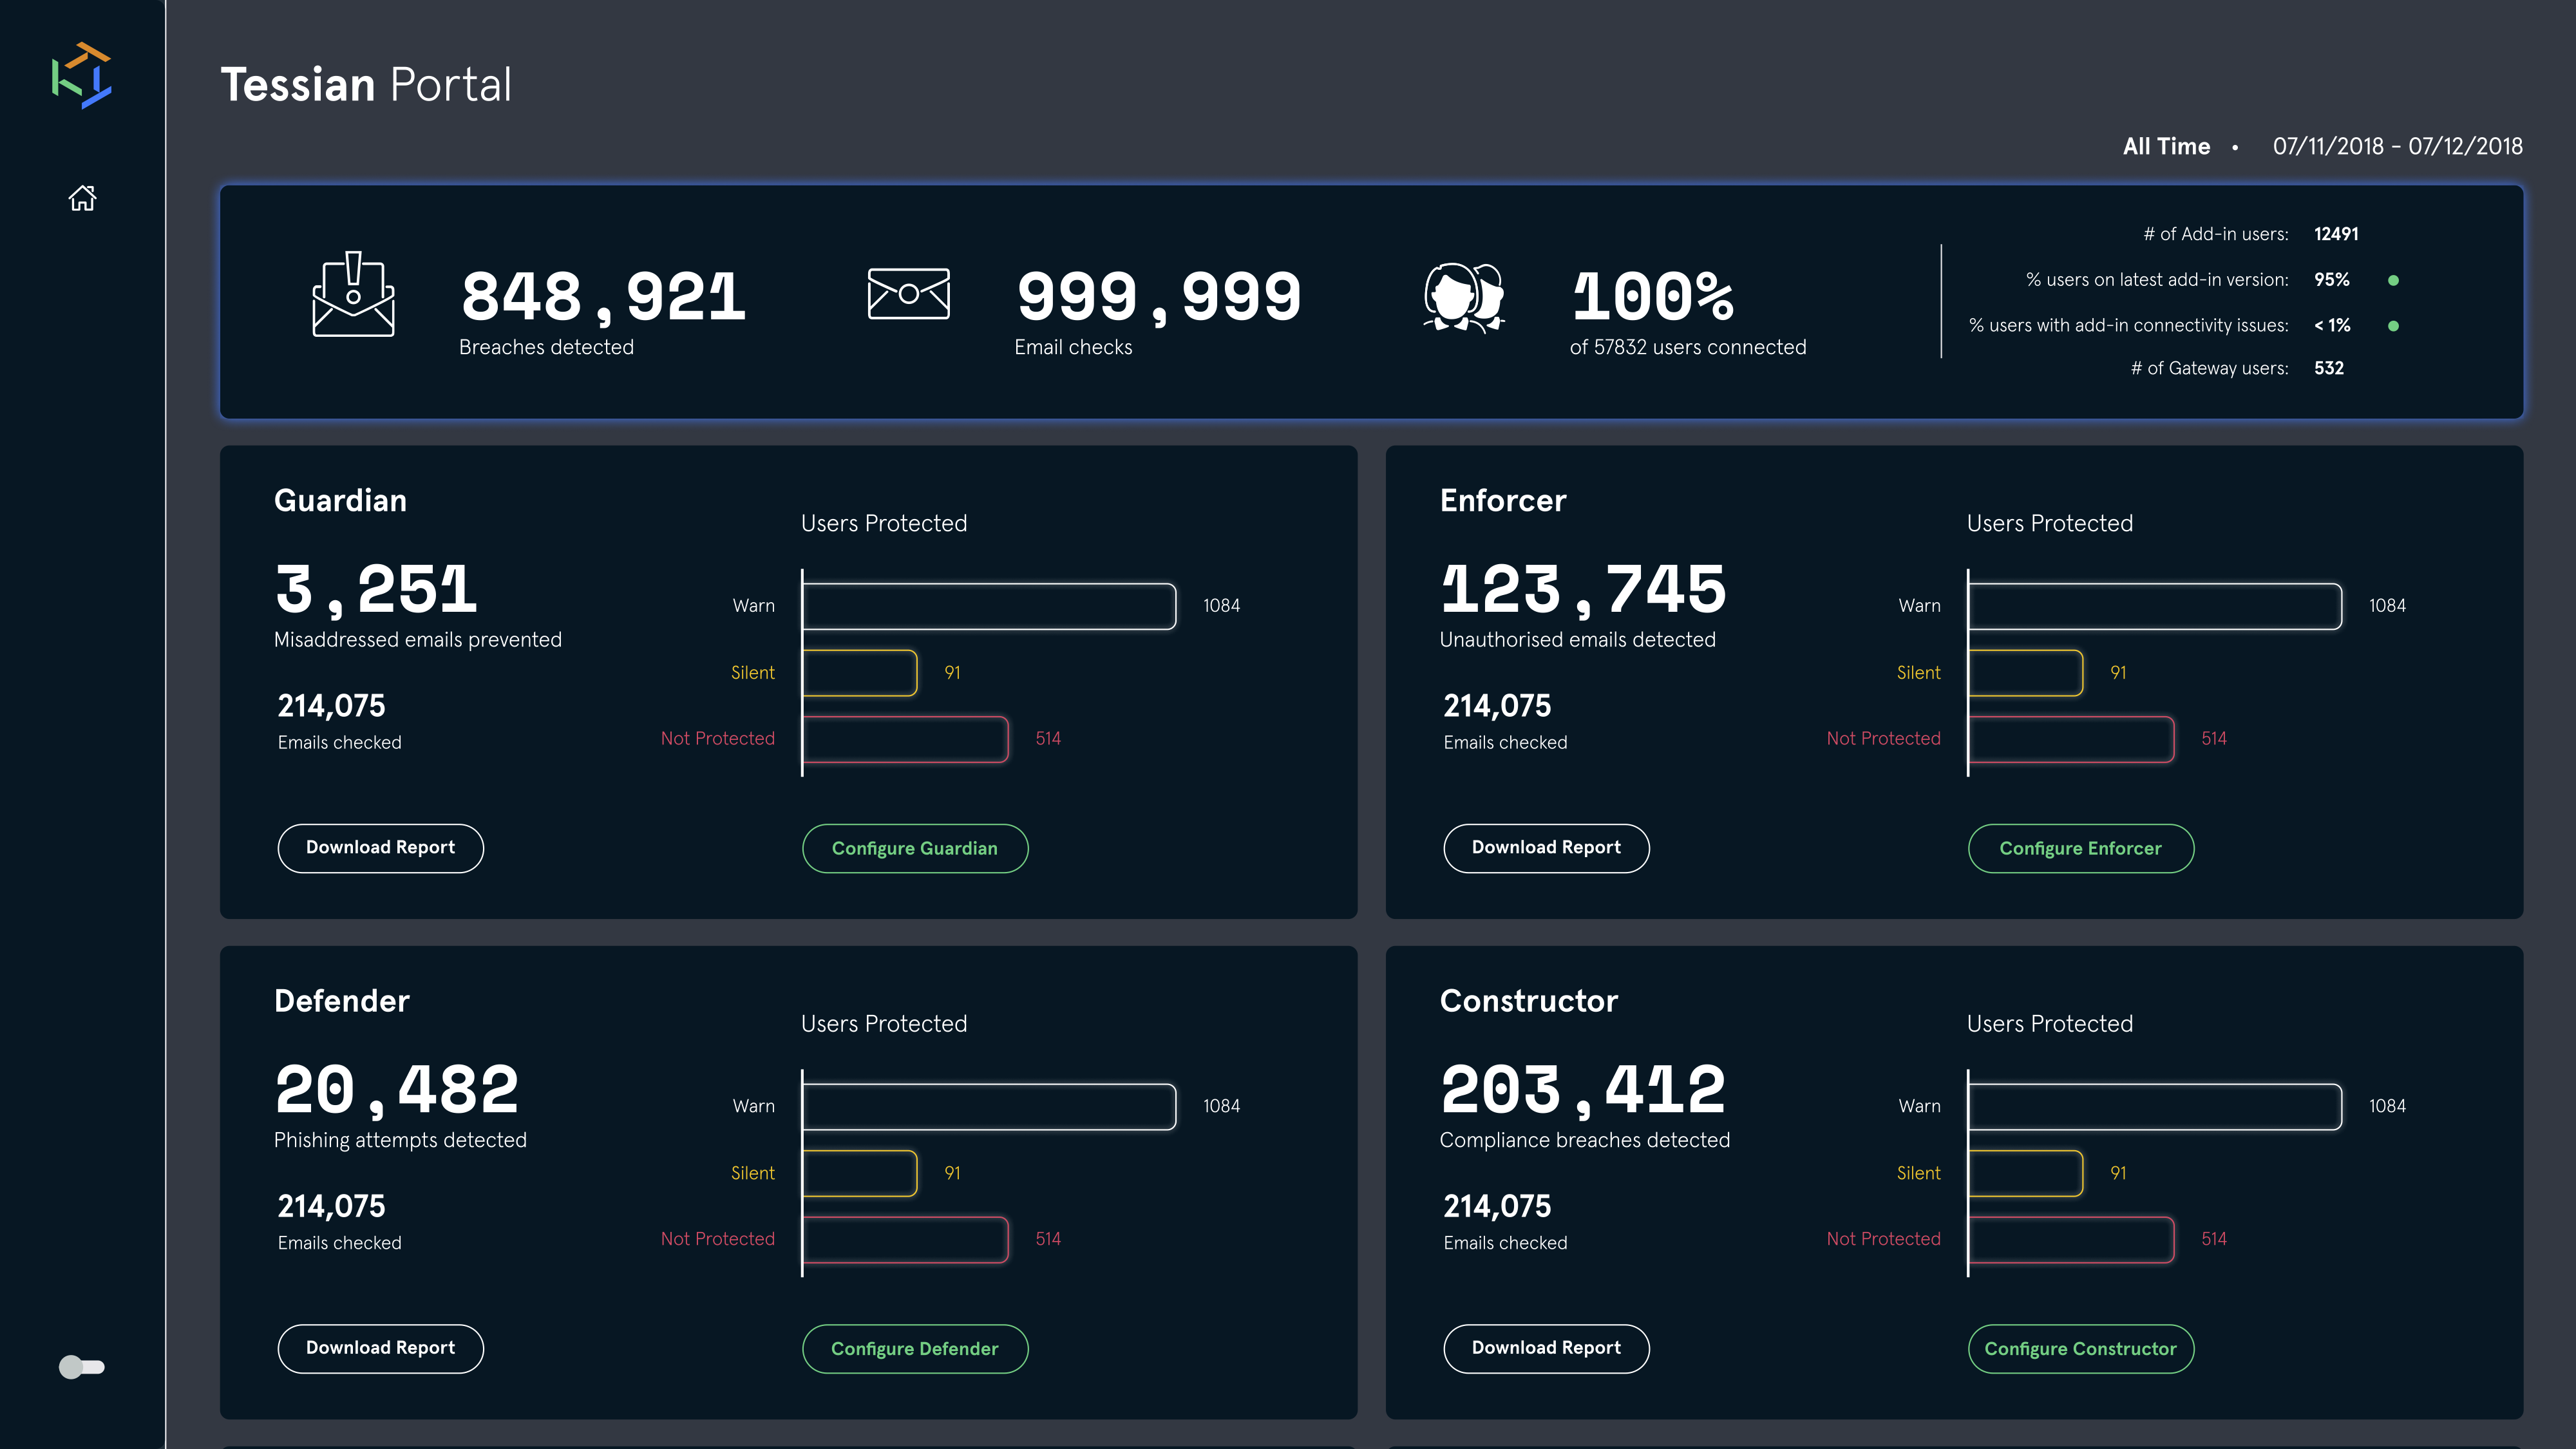 Tessian Portal
All Time • 07/11/2018 - 07/12/2018
848,921
Breaches detected
999,999
Email checks
100%
of 57832 users connected
# of Add-in users: 12491
% users on latest add-in version: 95%
% users with add-in connectivity issues: < 1%
# of Gateway users: 532
Guardian
3,251
Misaddressed emails prevented
214,075
Emails checked
Users Protected
Warn 1084
Silent 91
Not Protected 514
Download Report
Configure Guardian
Enforcer
123,745
Unauthorised emails detected
214,075
Emails checked
Users Protected
Warn 1084
Silent 91
Not Protected 514
Download Report
Configure Enforcer
Defender
20,482
Phishing attempts detected
214,075
Emails checked
Users Protected
Warn 1084
Silent 91
Not Protected 514
Download Report
Configure Defender
Constructor
203,412
Compliance breaches detected
214,075
Emails checked
Users Protected
Warn 1084
Silent 91
Not Protected 514
Download Report
Configure Constructor